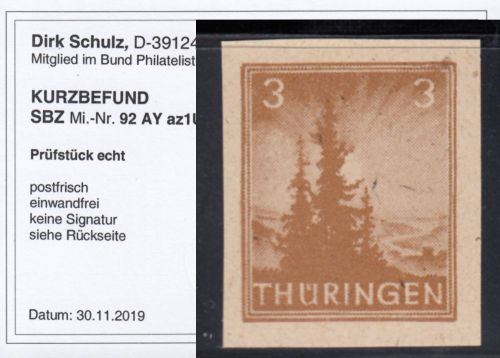 Dirk Schulz, D-39124
Mitglied im Bund Philatelist
KURZBEFUND
SBZ Mi.-Nr. 92 AY az1U
Prüfstück echt
postfrisch
einwandfrei
keine Signatur
siehe Rückseite
Datum: 30.11.2019
3 3
THÜRINGEN